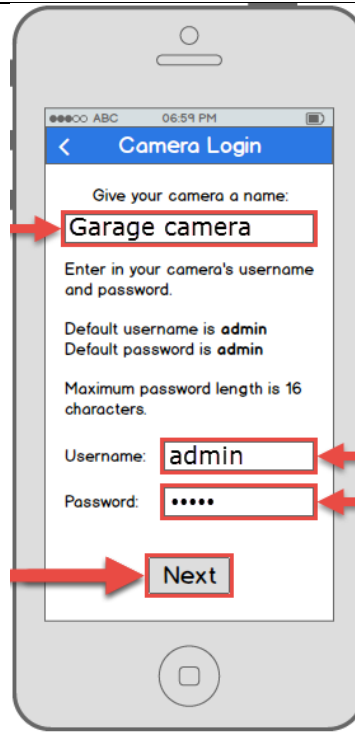 ABC 06:59 PM
< Camera Login
Give your camera a name:
Garage camera
Enter in your camera's username
and password.
Default username is admin
Default password is admin
Maximum password length is 16
characters.
Username: admin
Password: •••••
Next